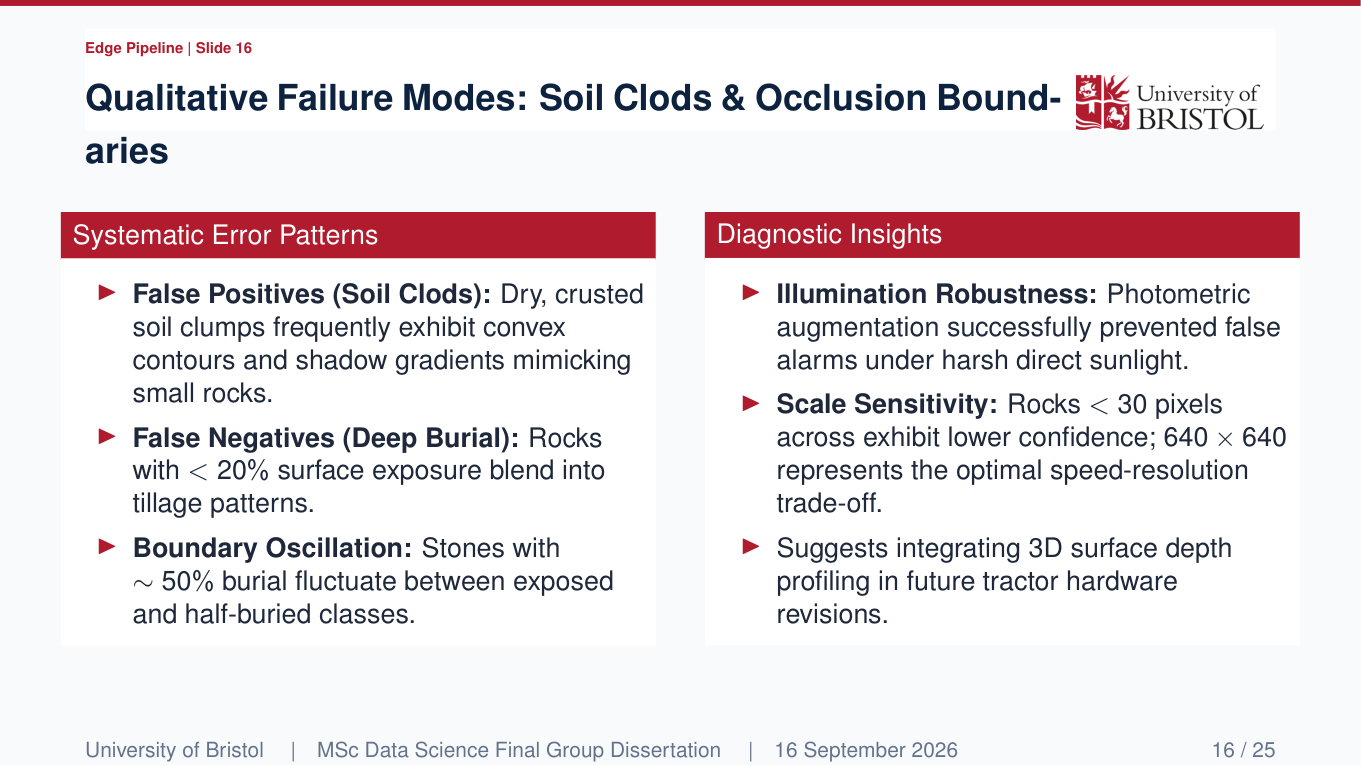 Edge Pipeline | Slide 16
Qualitative Failure Modes: Soil Clods & Occlusion Bound-
aries
University of
BRISTOL
Systematic Error Patterns
► False Positives (Soil Clods): Dry, crusted
soil clumps frequently exhibit convex
contours and shadow gradients mimicking
small rocks.
► False Negatives (Deep Burial): Rocks
with < 20% surface exposure blend into
tillage patterns.
► Boundary Oscillation: Stones with
∼ 50% burial fluctuate between exposed
and half-buried classes.
Diagnostic Insights
► Illumination Robustness: Photometric
augmentation successfully prevented false
alarms under harsh direct sunlight.
► Scale Sensitivity: Rocks < 30 pixels
across exhibit lower confidence; 640 × 640
represents the optimal speed-resolution
trade-off.
► Suggests integrating 3D surface depth
profiling in future tractor hardware
revisions.
University of Bristol | MSc Data Science Final Group Dissertation | 16 September 2026 16 / 25